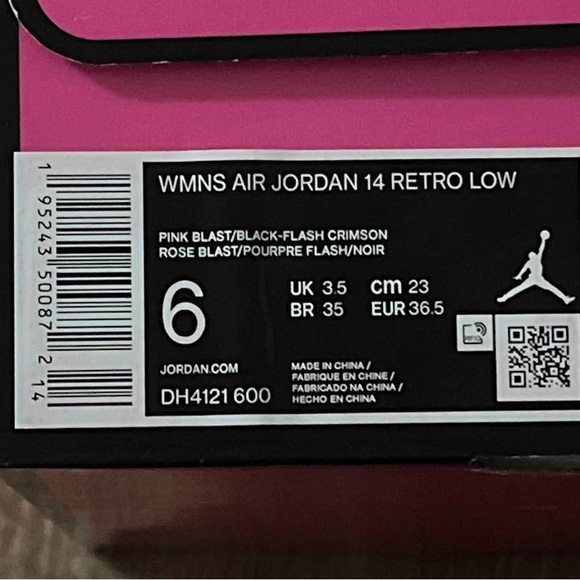 WMNS AIR JORDAN 14 RETRO LOW
PINK BLAST/BLACK-FLASH CRIMSON
ROSE BLAST/POURPRE FLASH/NOIR
6
UK 3.5 cm 23
BR 35 EUR 36.5
JORDAN.COM
DH4121 600
MADE IN CHINA /
FABRIQUE EN CHINE /
FABRICADO NA CHINA /
HECHO EN CHINA
1 95243 50087 2 14